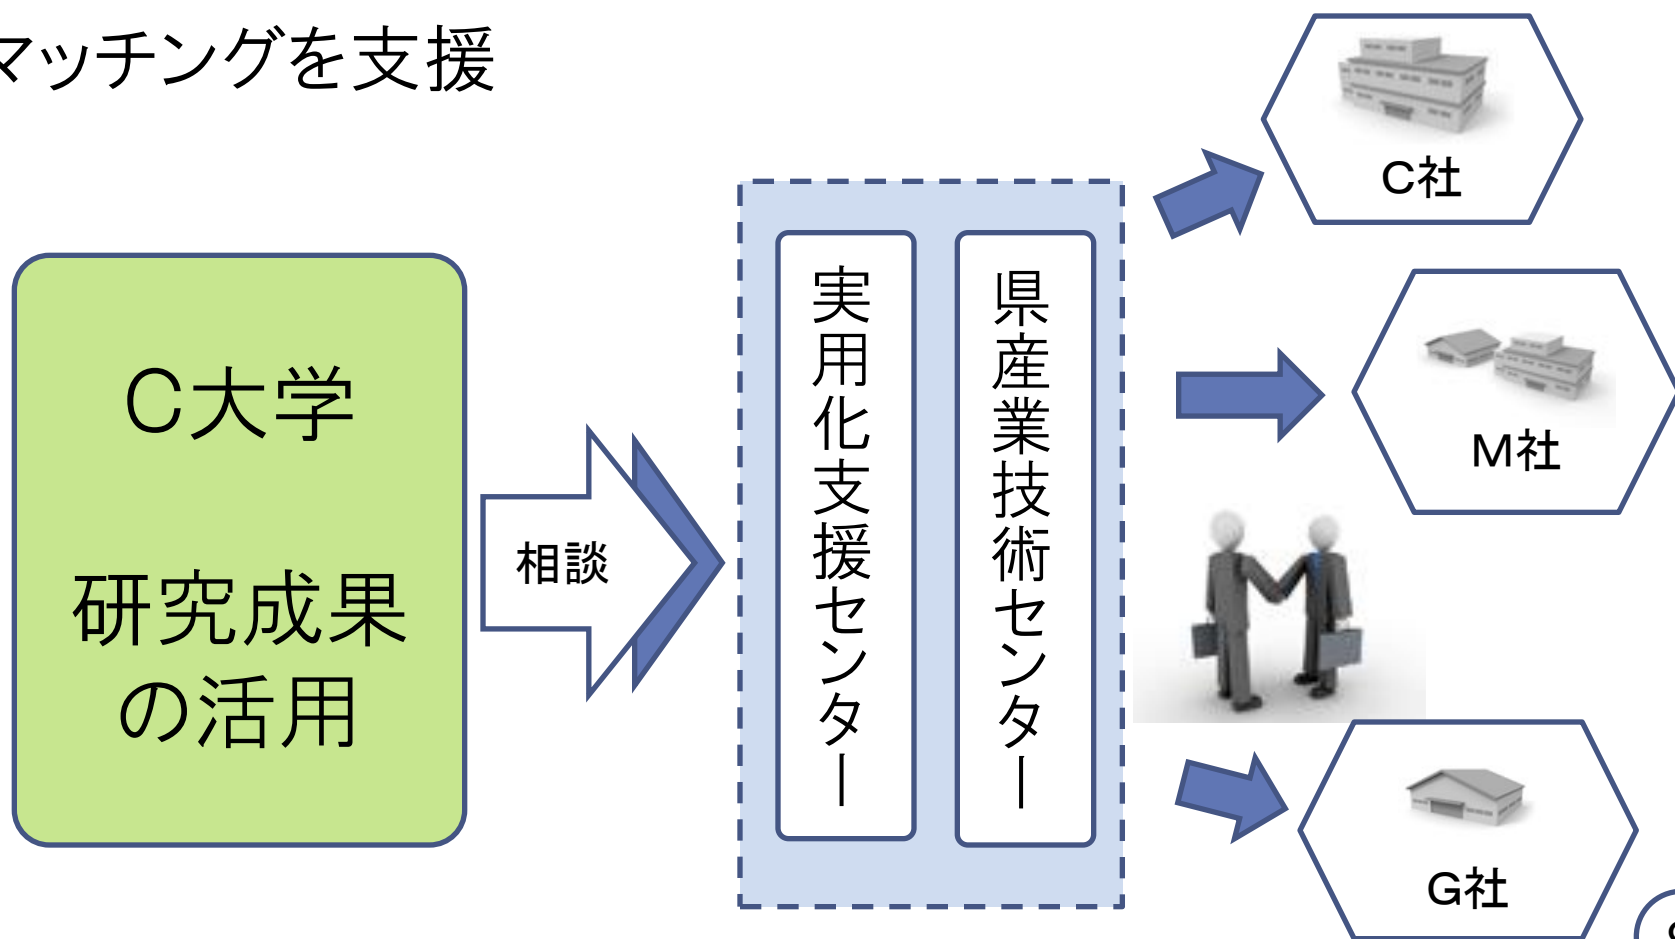 マッチングを支援
C大学
研究成果
の活用
相談
実用化支援センター
県産業技術センター
C社
M社
G社